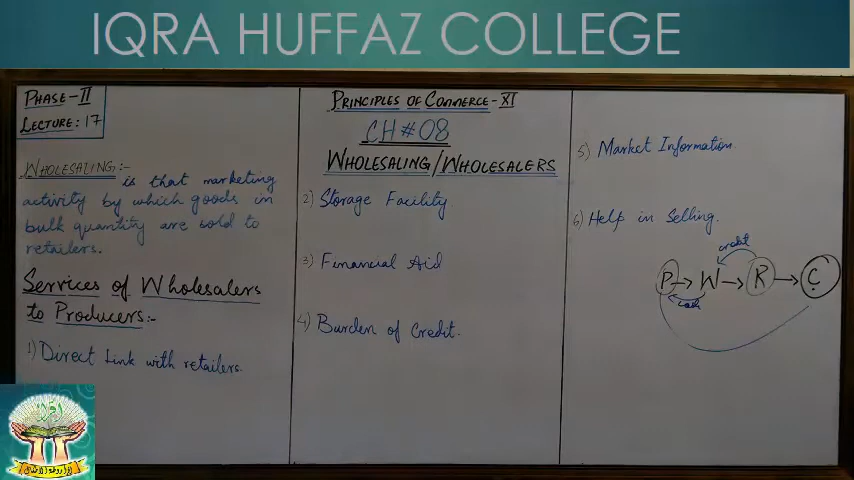 IQRA HUFFAZ COLLEGE
PHASE-II
LECTURE: 17
WHOLESALING:-
is that marketing
activity by which goods in
bulk quantity are sold to
retailers.
Services of Wholesalers
to Producers:-
1) Direct Link with retailers.
PRINCIPLES OF COMMERCE-XI
CH # 08
WHOLESALING/WHOLESALERS
2) Storage Facility.
3) Financial Aid
4) Burden of Credit.
5) Market Information.
6) Help in Selling.
credit
P → W → R → C
cash